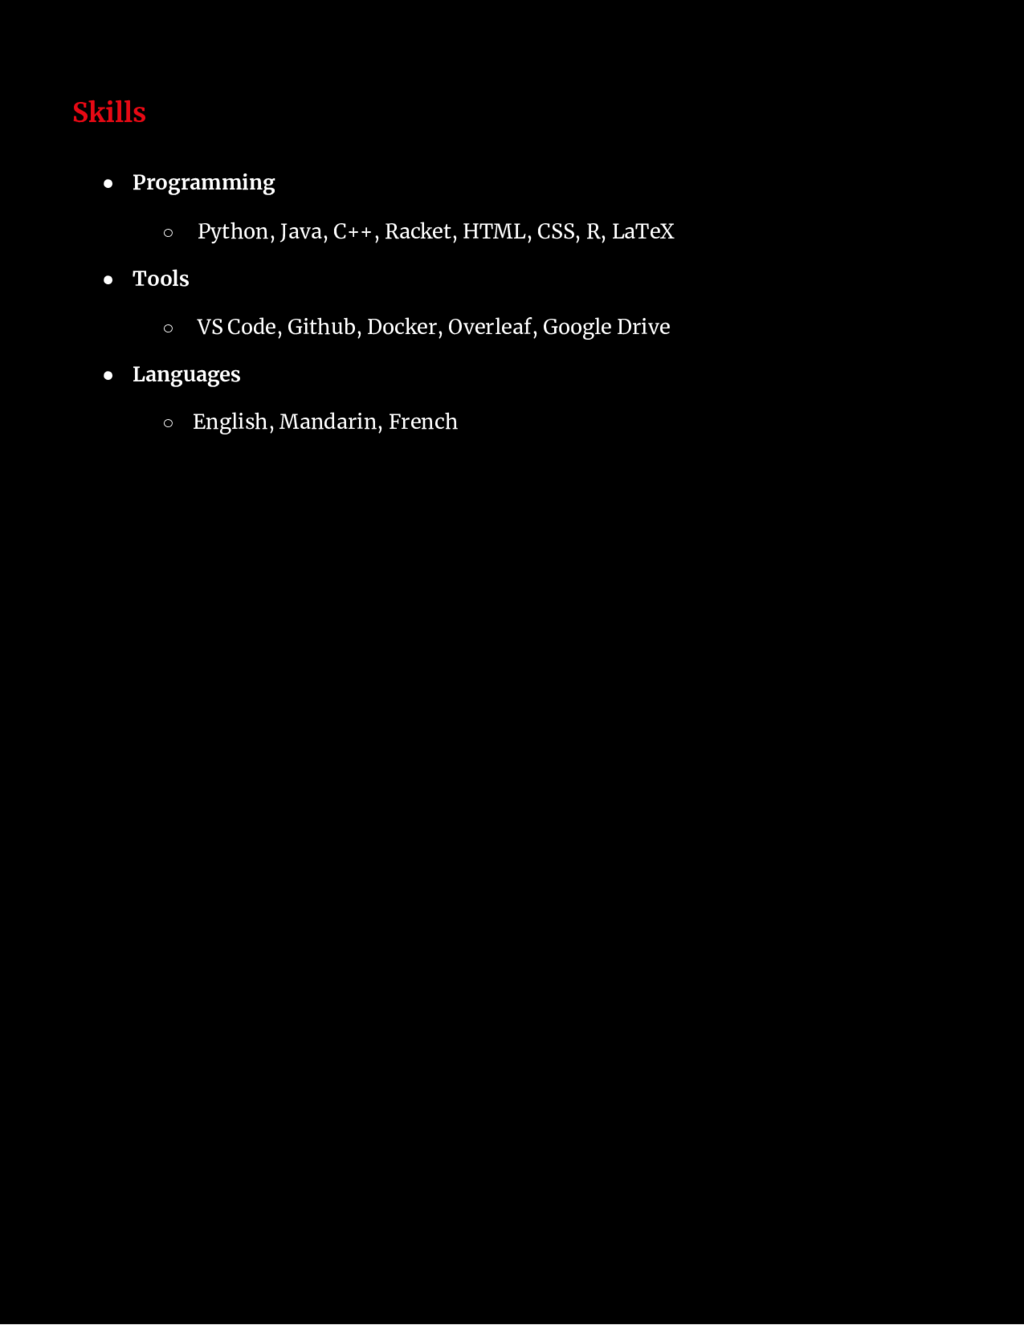 Skills
● Programming
○ Python, Java, C++, Racket, HTML, CSS, R, LaTeX
● Tools
○ VS Code, Github, Docker, Overleaf, Google Drive
● Languages
○ English, Mandarin, French